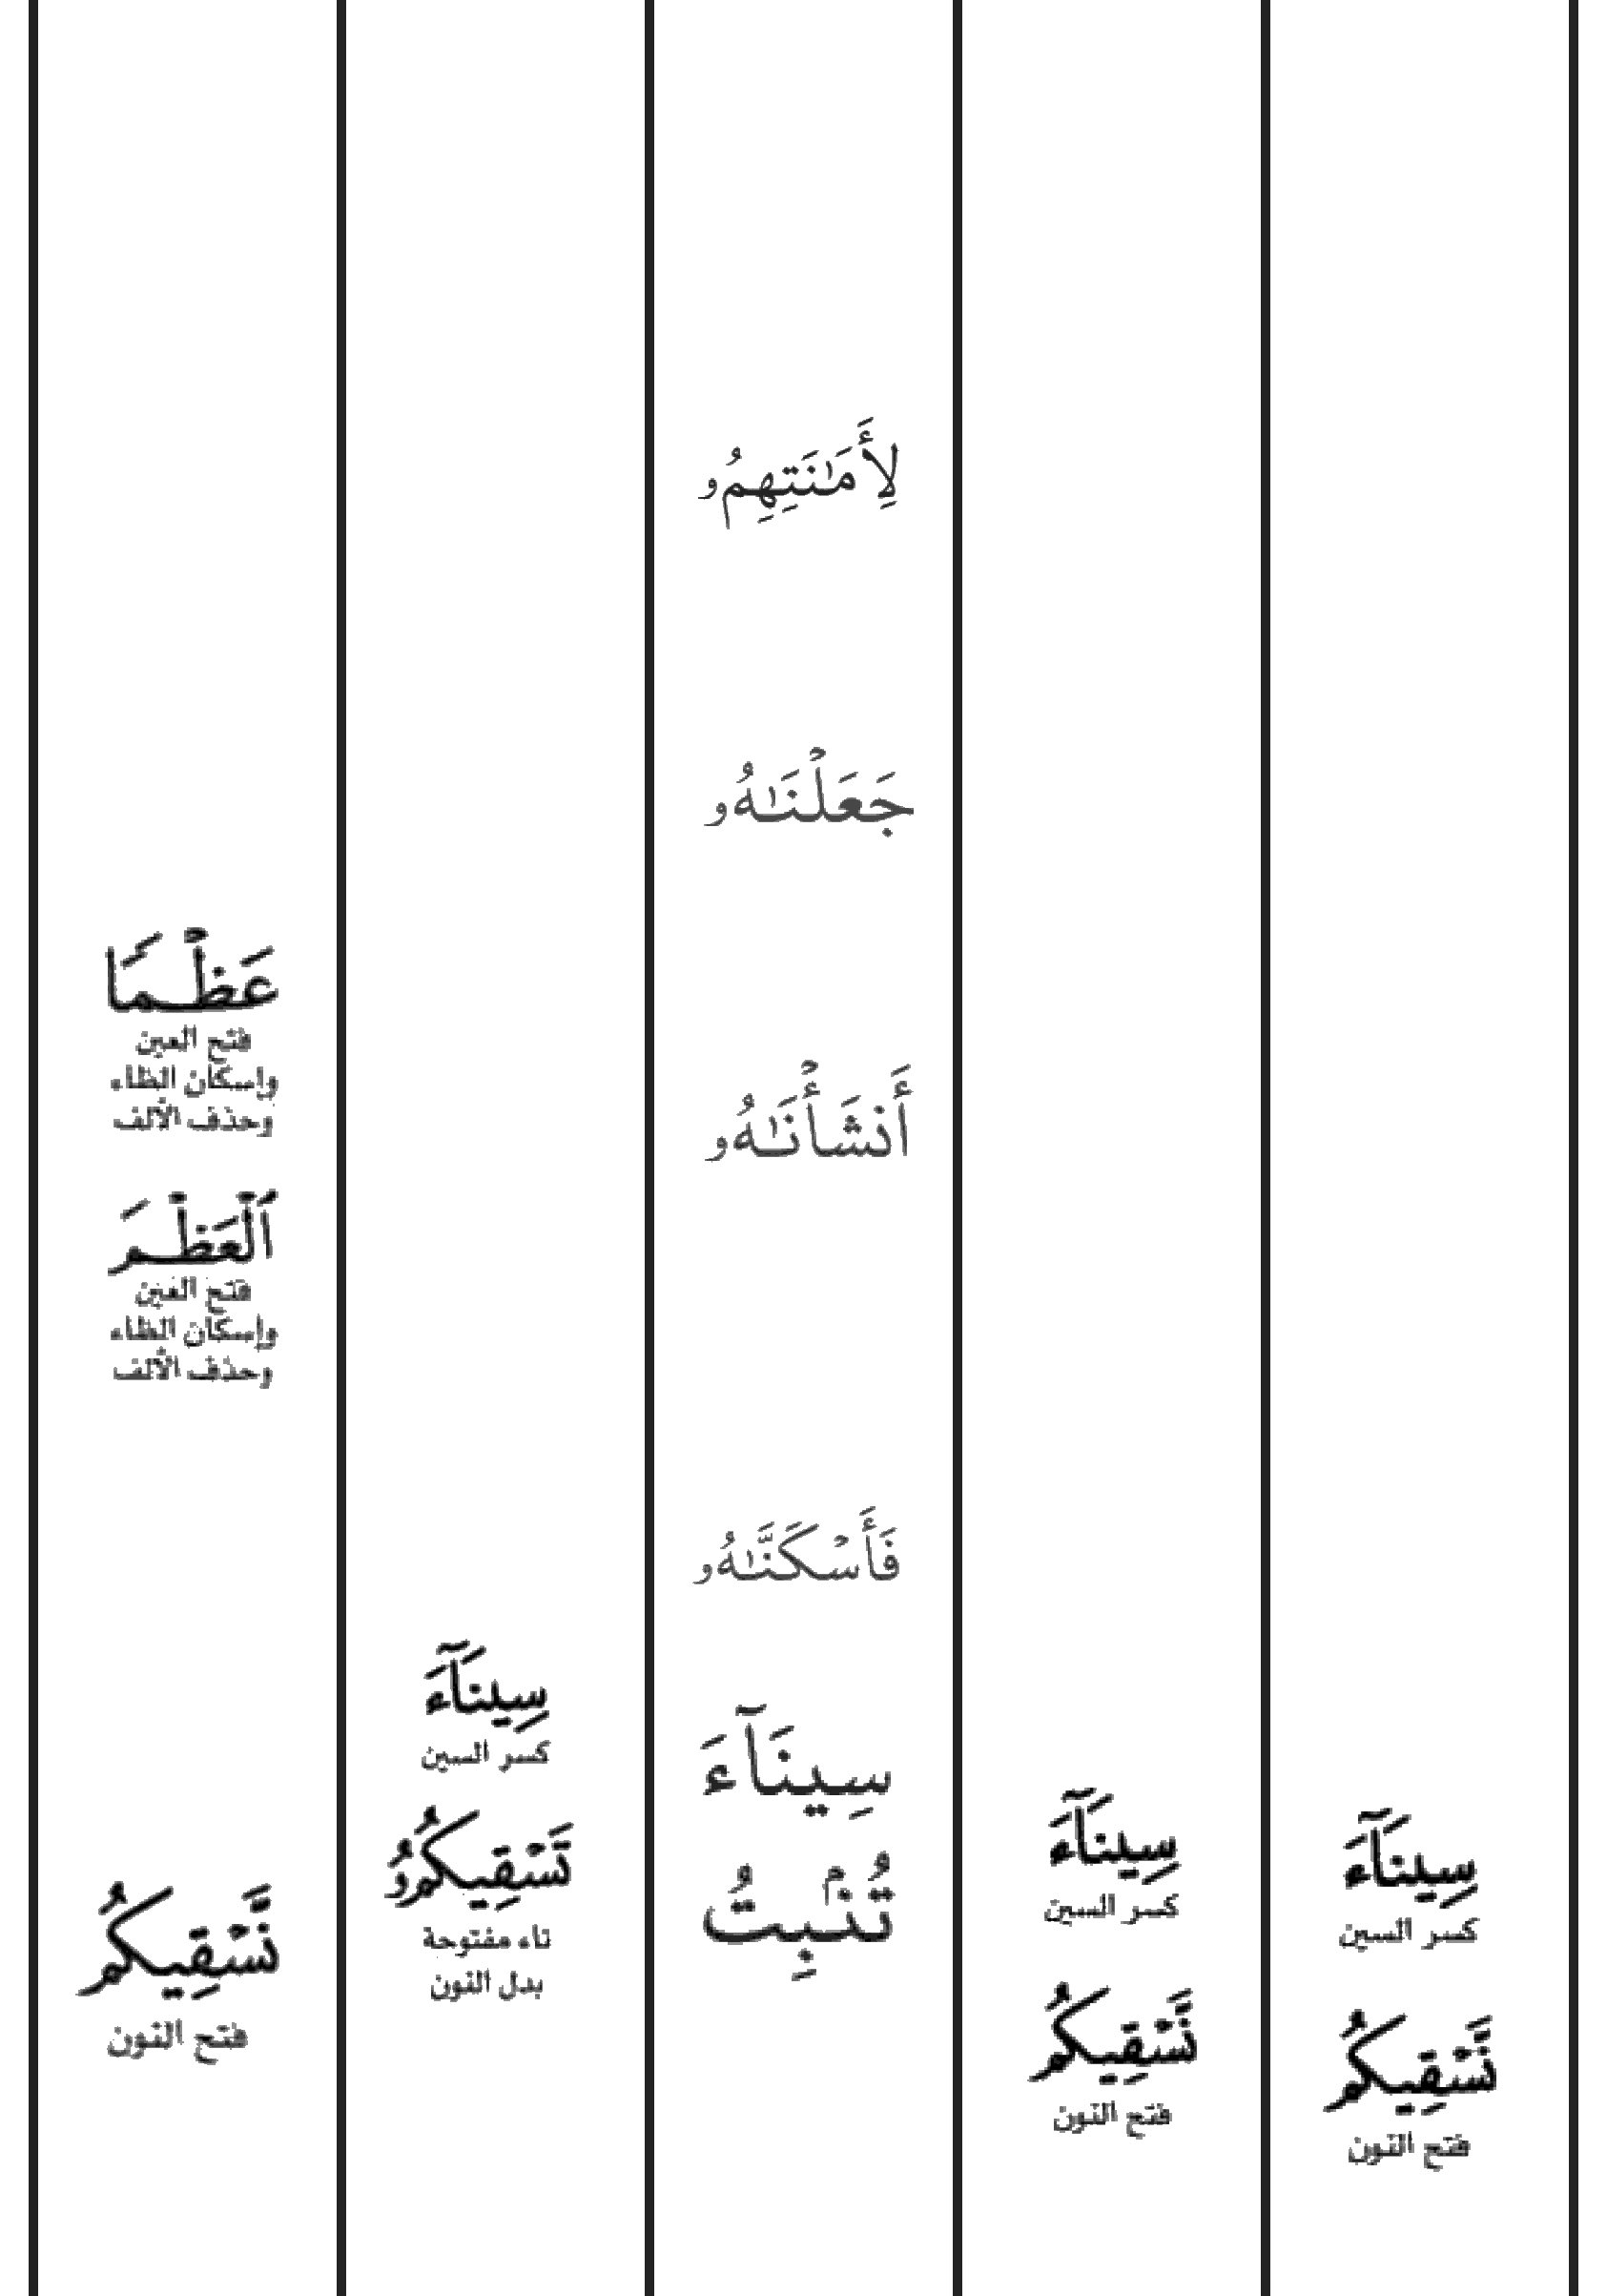 سِينَآءَ
كسر السين
نَّسْقِيكُم
فتح النون
سِينَآءَ
كسر السين
نَّسْقِيكُم
فتح النون
لِأَمَٰنَتِهِمُو
جَعَلْنَٰهُو
أَنشَأْنَٰهُو
فَأَسْكَنَّٰهُو
سِينَآءَ
تُنۢبِتُ
سِينَآءَ
كسر السين
تَسْقِيكُمُو
تاء مفتوحة
بدل النون
عَظْمًا
فتح العين
وإسكان الظاء
وحذف الألف
اَلْعَظْمَ
فتح العين
وإسكان الظاء
وحذف الألف
نَّسْقِيكُم
فتح النون